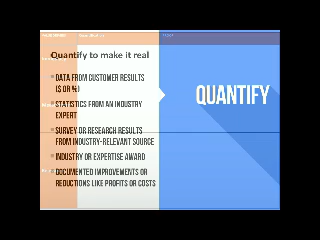 Quantify to make it real
DATA FROM CUSTOMER RESULTS
($ OR %)
STATISTICS FROM AN INDUSTRY
EXPERT
SURVEY OR RESEARCH RESULTS
FROM INDUSTRY-RELEVANT SOURCE
INDUSTRY OR EXPERTISE AWARD
DOCUMENTED IMPROVEMENTS OR
REDUCTIONS LIKE PROFITS OR COSTS
QUANTIFY